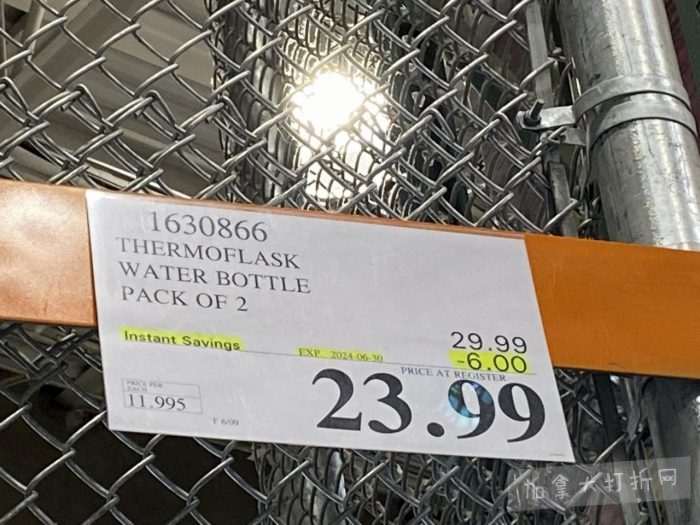 1630866
THERMOFLASK
WATER BOTTLE
PACK OF 2
29.99
Instant Savings
EXP. 2024-06-30
-6.00
PRICE AT REGISTER
23.99
PRICE PER
EACH
11.995
F 6/09
加拿大打折网